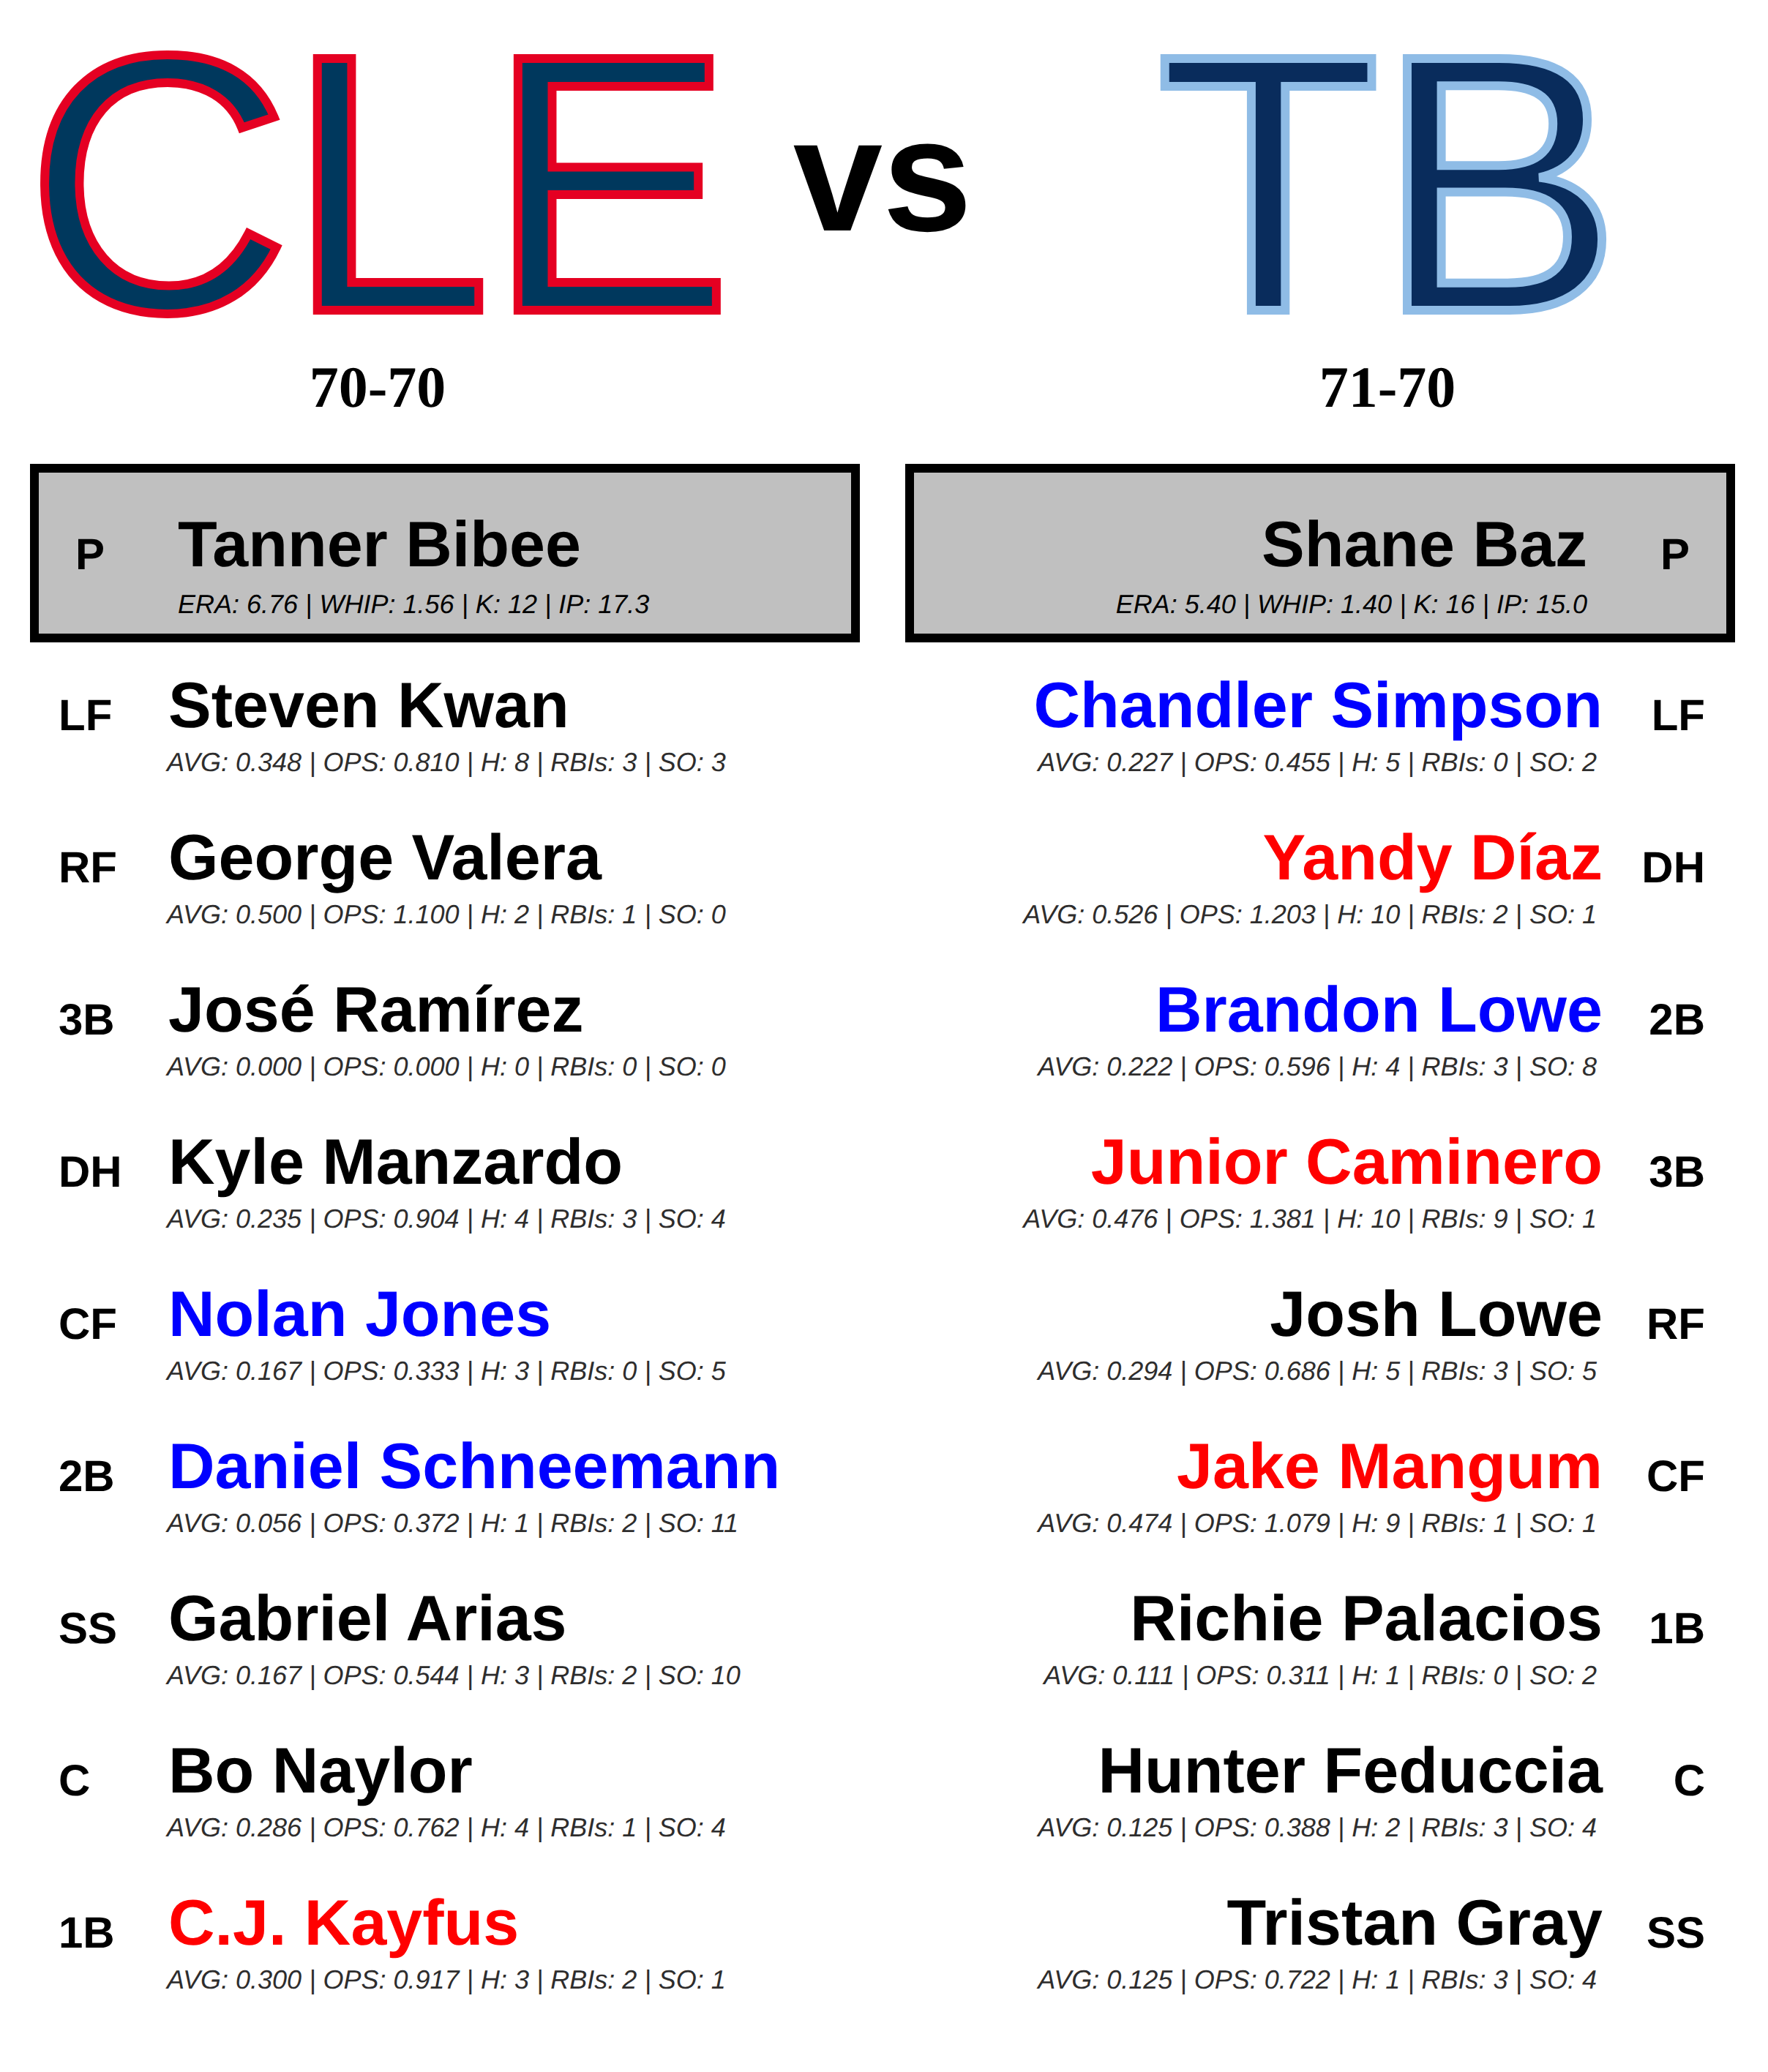 CLE vs TB
70-70
71-70
P Tanner Bibee
ERA: 6.76 | WHIP: 1.56 | K: 12 | IP: 17.3
Shane Baz P
ERA: 5.40 | WHIP: 1.40 | K: 16 | IP: 15.0
LF Steven Kwan
AVG: 0.348 | OPS: 0.810 | H: 8 | RBIs: 3 | SO: 3
RF George Valera
AVG: 0.500 | OPS: 1.100 | H: 2 | RBIs: 1 | SO: 0
3B José Ramírez
AVG: 0.000 | OPS: 0.000 | H: 0 | RBIs: 0 | SO: 0
DH Kyle Manzardo
AVG: 0.235 | OPS: 0.904 | H: 4 | RBIs: 3 | SO: 4
CF Nolan Jones
AVG: 0.167 | OPS: 0.333 | H: 3 | RBIs: 0 | SO: 5
2B Daniel Schneemann
AVG: 0.056 | OPS: 0.372 | H: 1 | RBIs: 2 | SO: 11
SS Gabriel Arias
AVG: 0.167 | OPS: 0.544 | H: 3 | RBIs: 2 | SO: 10
C Bo Naylor
AVG: 0.286 | OPS: 0.762 | H: 4 | RBIs: 1 | SO: 4
1B C.J. Kayfus
AVG: 0.300 | OPS: 0.917 | H: 3 | RBIs: 2 | SO: 1
Chandler Simpson LF
AVG: 0.227 | OPS: 0.455 | H: 5 | RBIs: 0 | SO: 2
Yandy Díaz DH
AVG: 0.526 | OPS: 1.203 | H: 10 | RBIs: 2 | SO: 1
Brandon Lowe 2B
AVG: 0.222 | OPS: 0.596 | H: 4 | RBIs: 3 | SO: 8
Junior Caminero 3B
AVG: 0.476 | OPS: 1.381 | H: 10 | RBIs: 9 | SO: 1
Josh Lowe RF
AVG: 0.294 | OPS: 0.686 | H: 5 | RBIs: 3 | SO: 5
Jake Mangum CF
AVG: 0.474 | OPS: 1.079 | H: 9 | RBIs: 1 | SO: 1
Richie Palacios 1B
AVG: 0.111 | OPS: 0.311 | H: 1 | RBIs: 0 | SO: 2
Hunter Feduccia C
AVG: 0.125 | OPS: 0.388 | H: 2 | RBIs: 3 | SO: 4
Tristan Gray SS
AVG: 0.125 | OPS: 0.722 | H: 1 | RBIs: 3 | SO: 4